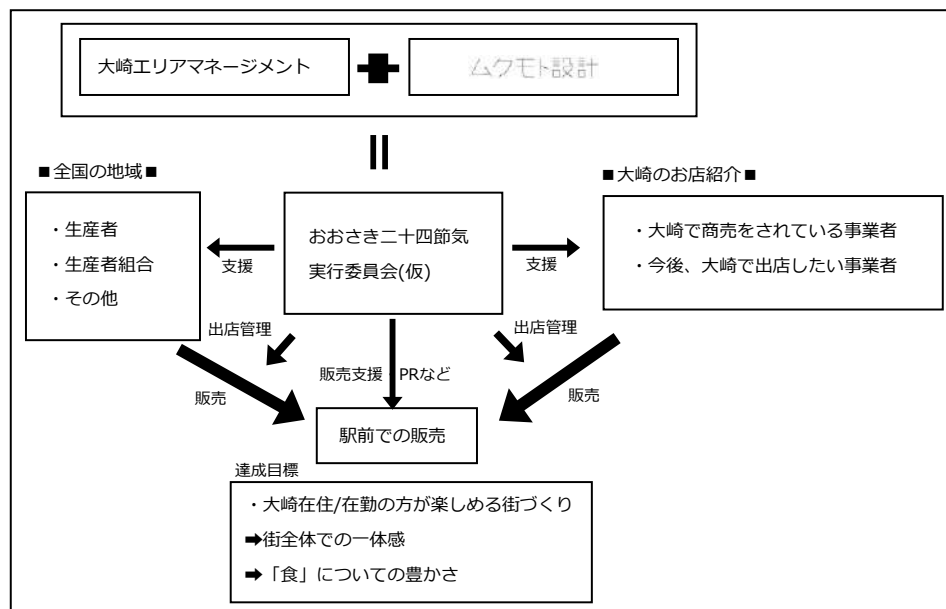 大崎エリアマネージメント
ムクモト設計
■全国の地域■
・生産者
・生産者組合
・その他
おおさき二十四節気
実行委員会(仮)
■大崎のお店紹介■
・大崎で商売をされている事業者
・今後、大崎で出店したい事業者
支援
支援
出店管理
出店管理
販売
販売支援・PRなど
販売
駅前での販売
達成目標
・大崎在住/在勤の方が楽しめる街づくり
➡街全体での一体感
➡「食」についての豊かさ